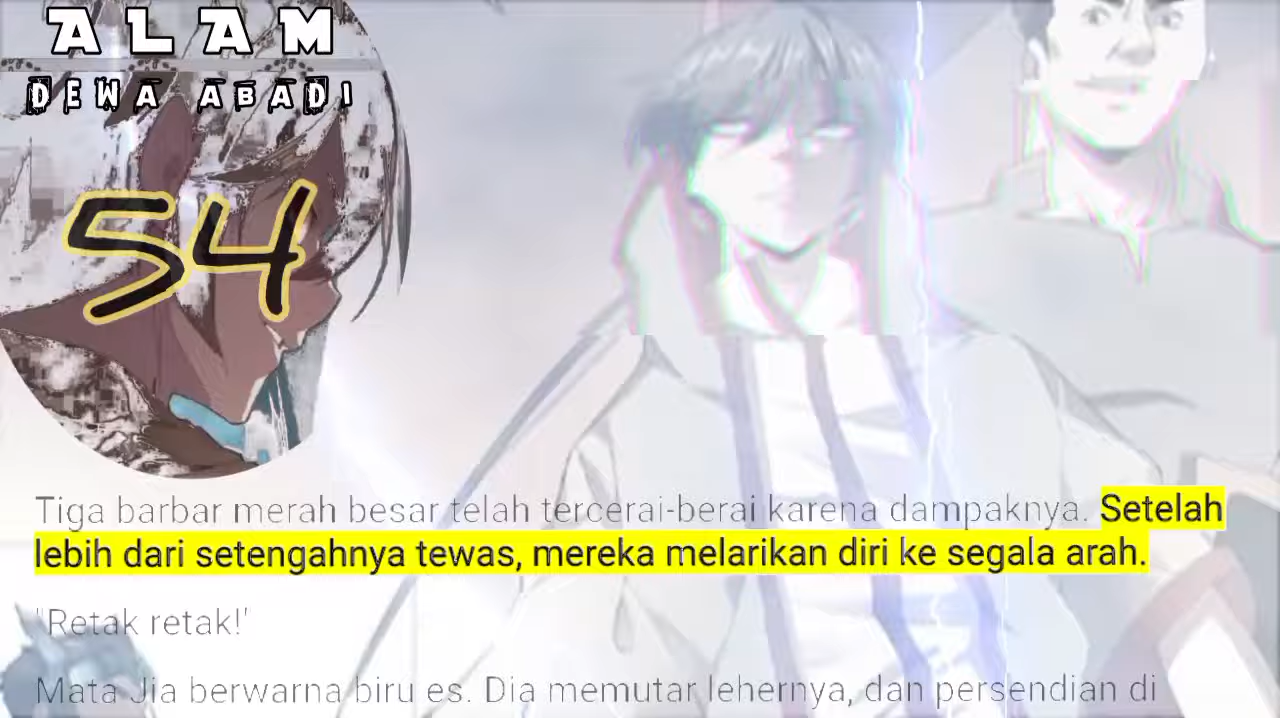 ALAM
DEWA ABADI
54
Tiga barbar merah besar telah tercerai-berai karena dampaknya. Setelah
lebih dari setengahnya tewas, mereka melarikan diri ke segala arah.
"Retak retak!'
Mata Jia berwarna biru es. Dia memutar lehernya, dan persendian di